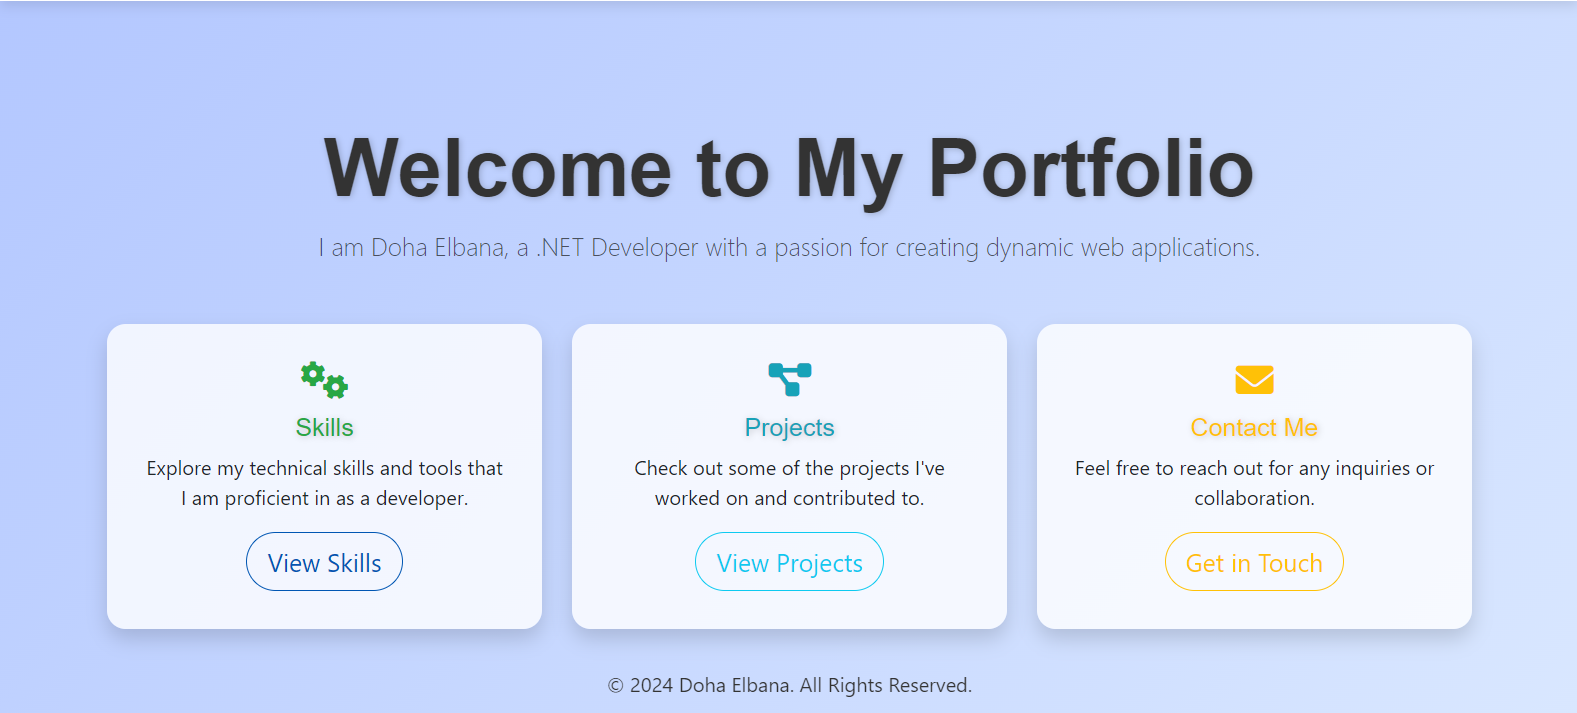 Welcome to My Portfolio
I am Doha Elbana, a .NET Developer with a passion for creating dynamic web applications.
Skills
Explore my technical skills and tools that
I am proficient in as a developer.
View Skills
Projects
Check out some of the projects I've
worked on and contributed to.
View Projects
Contact Me
Feel free to reach out for any inquiries or
collaboration.
Get in Touch
© 2024 Doha Elbana. All Rights Reserved.